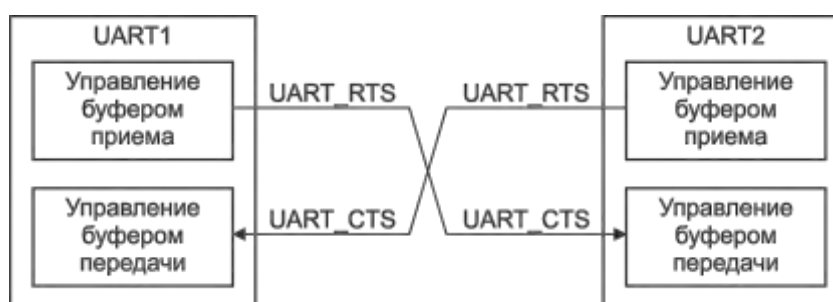 UART1
UART2
Управление
буфером
приема
UART_RTS
UART_RTS
Управление
буфером
приема
Управление
буфером
передачи
UART_CTS
UART_CTS
Управление
буфером
передачи